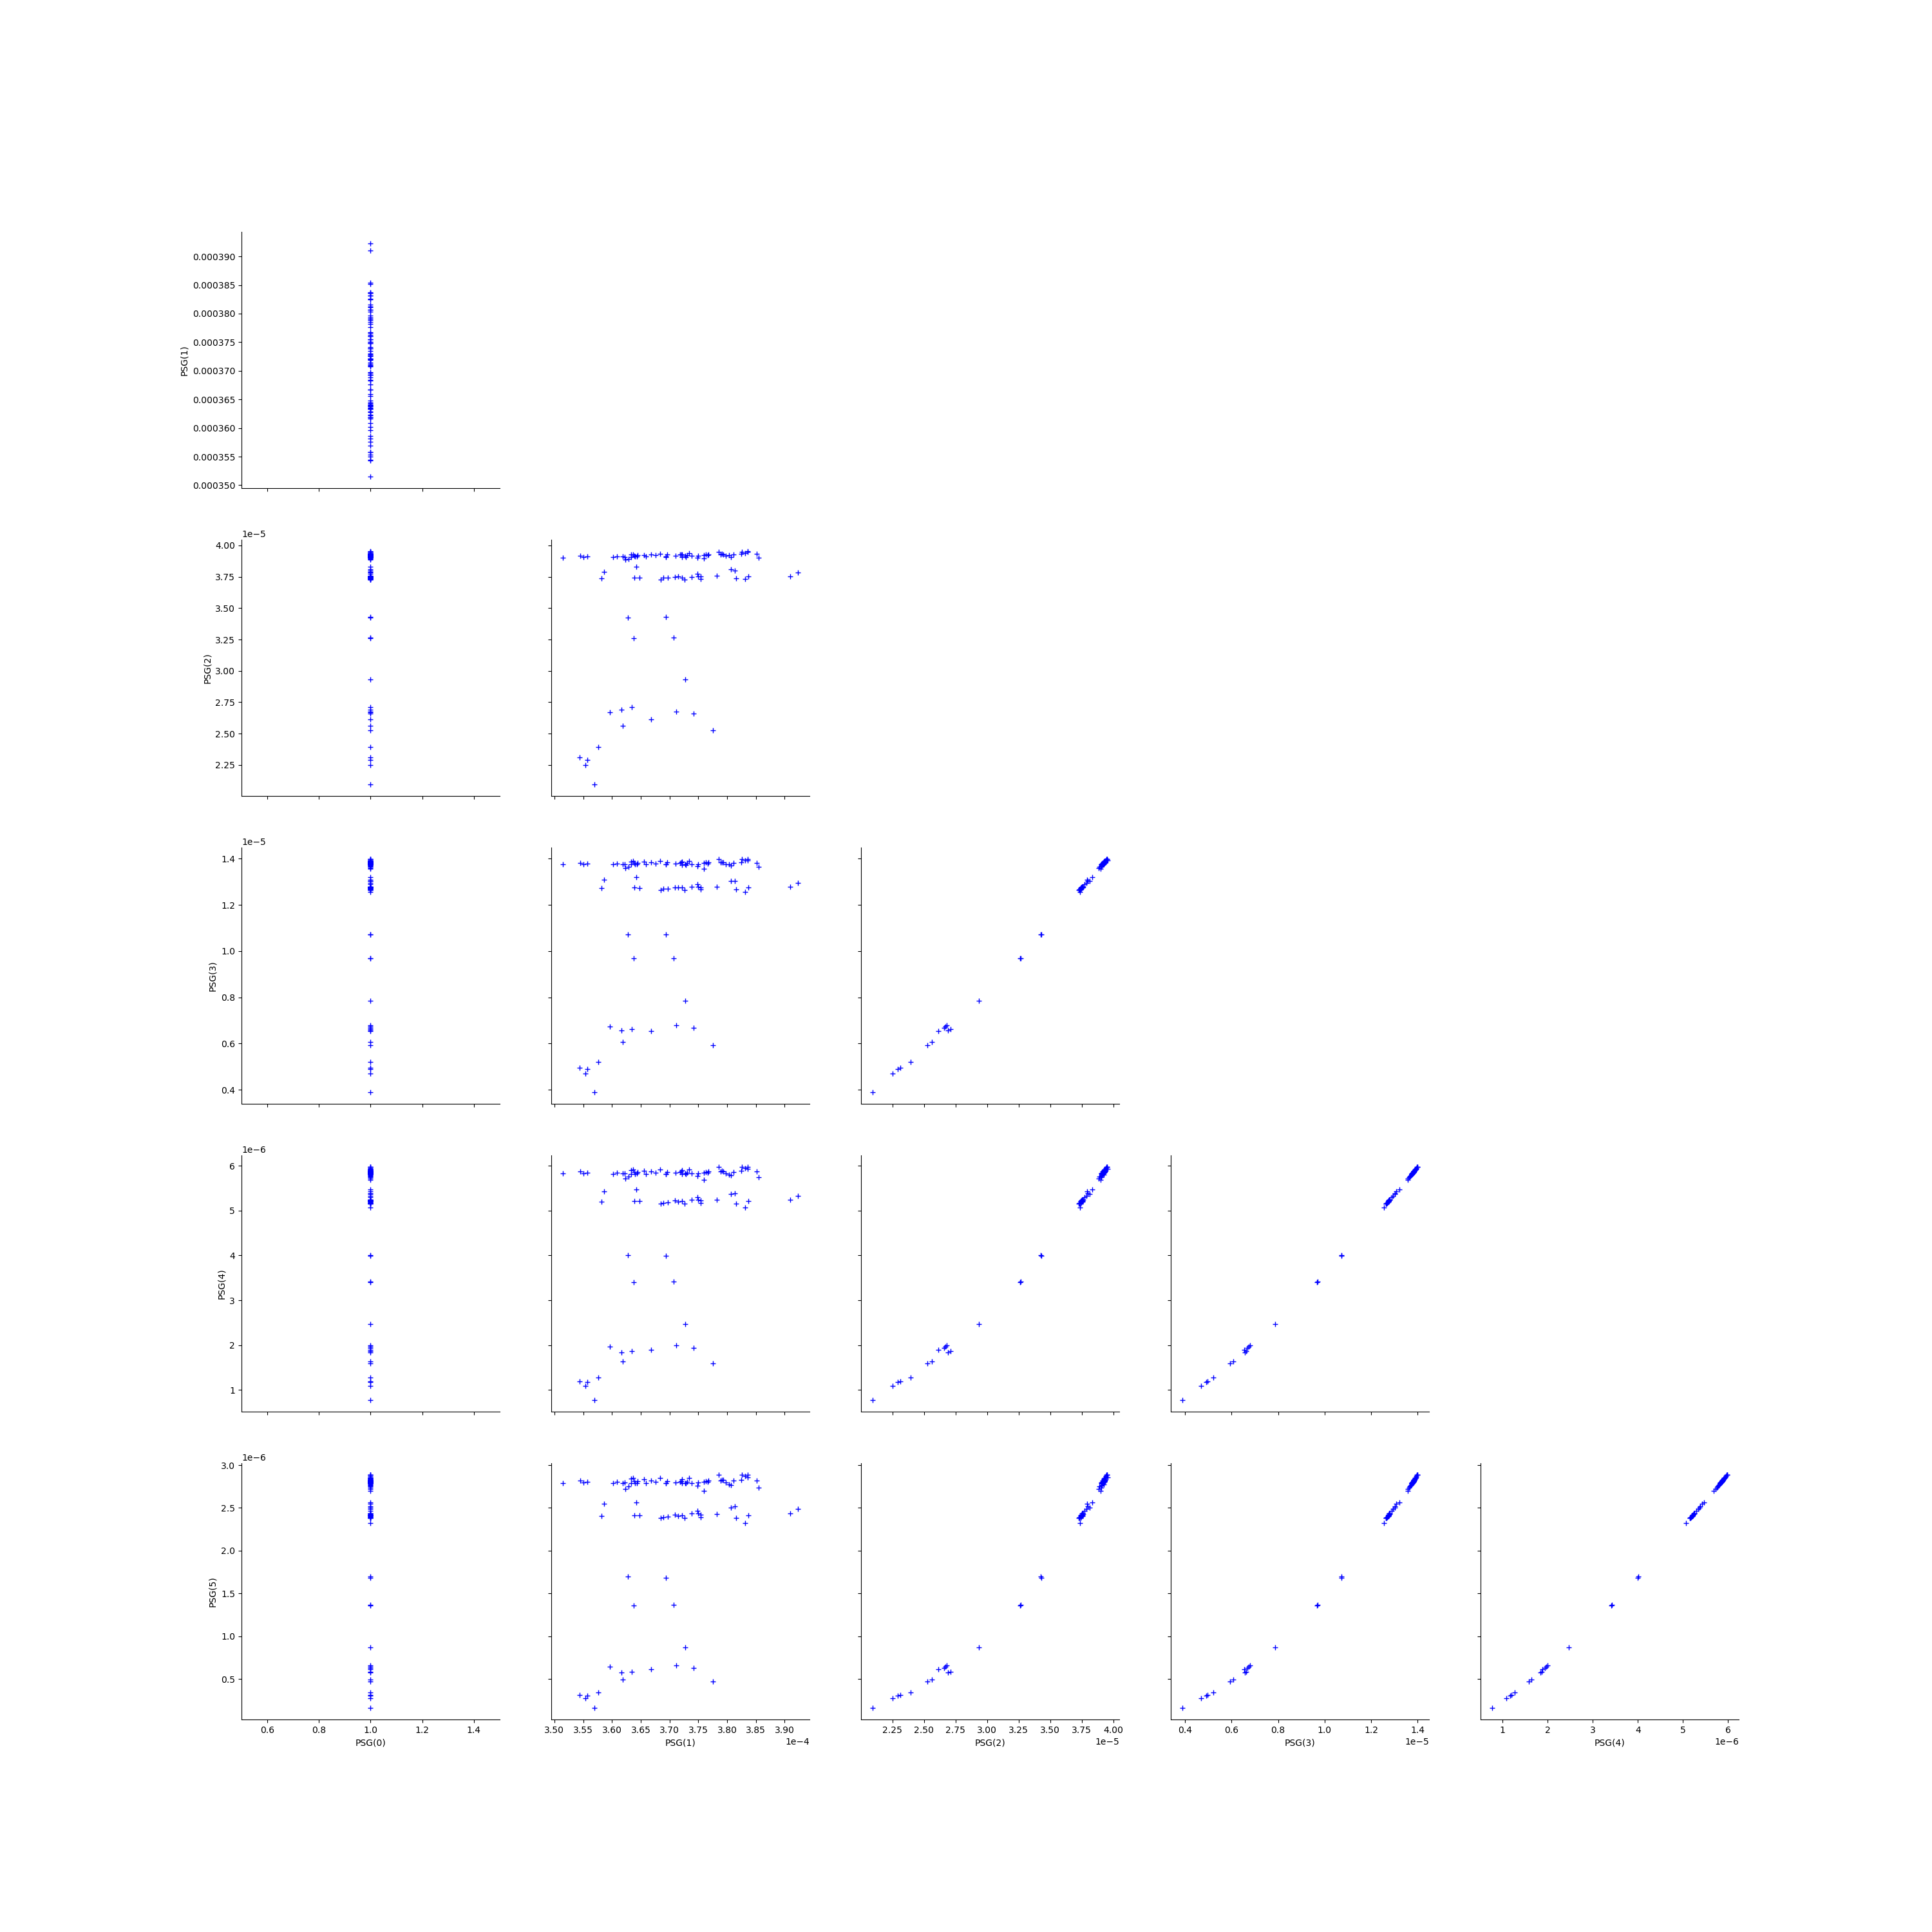 0.000390
0.000385
0.000380
0.000375
0.000370
0.000365
0.000360
0.000355
0.000350
PSG(1)
1e−5
4.00
3.75
3.50
3.25
3.00
2.75
2.50
2.25
PSG(2)
1e−5
1.4
1.2
1.0
0.8
0.6
0.4
PSG(3)
1e−6
6
5
4
3
2
1
PSG(4)
1e−6
3.0
2.5
2.0
1.5
1.0
0.5
PSG(5)
0.6 0.8 1.0 1.2 1.4
PSG(0)
3.50 3.55 3.60 3.65 3.70 3.75 3.80 3.85 3.90
PSG(1)
1e−4
2.25 2.50 2.75 3.00 3.25 3.50 3.75 4.00
PSG(2)
1e−5
0.4 0.6 0.8 1.0 1.2 1.4
PSG(3)
1e−5
1 2 3 4 5 6
PSG(4)
1e−6